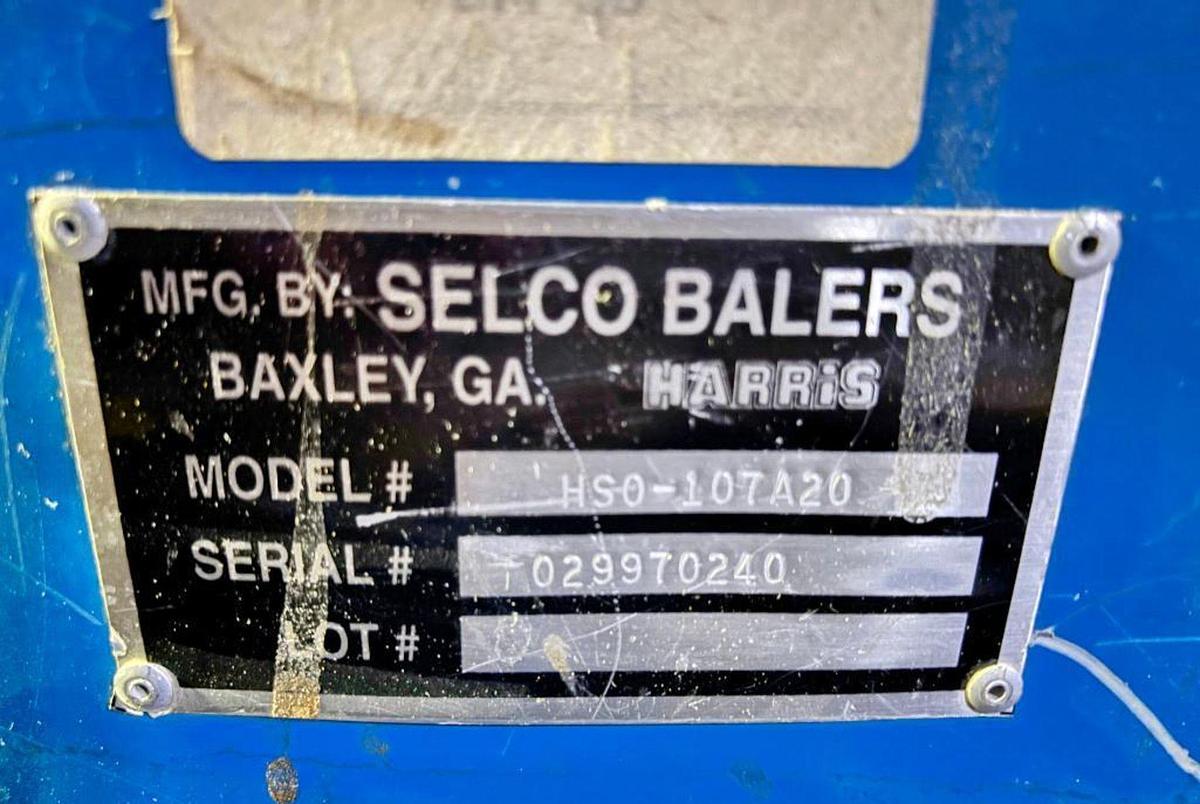 MFG. BY: SELCO BALERS
BAXLEY, GA. HARRiS
MODEL # HS0-107A20
SERIAL # 029970240
LOT #